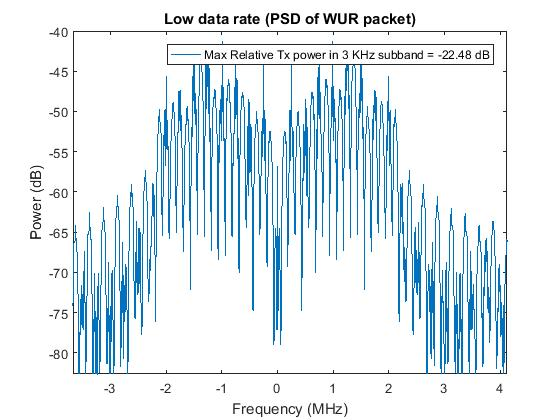 Low data rate (PSD of WUR packet)
Max Relative Tx power in 3 KHz subband = -22.48 dB
Power (dB)
-40
-45
-50
-55
-60
-65
-70
-75
-80
-3 -2 -1 0 1 2 3 4
Frequency (MHz)